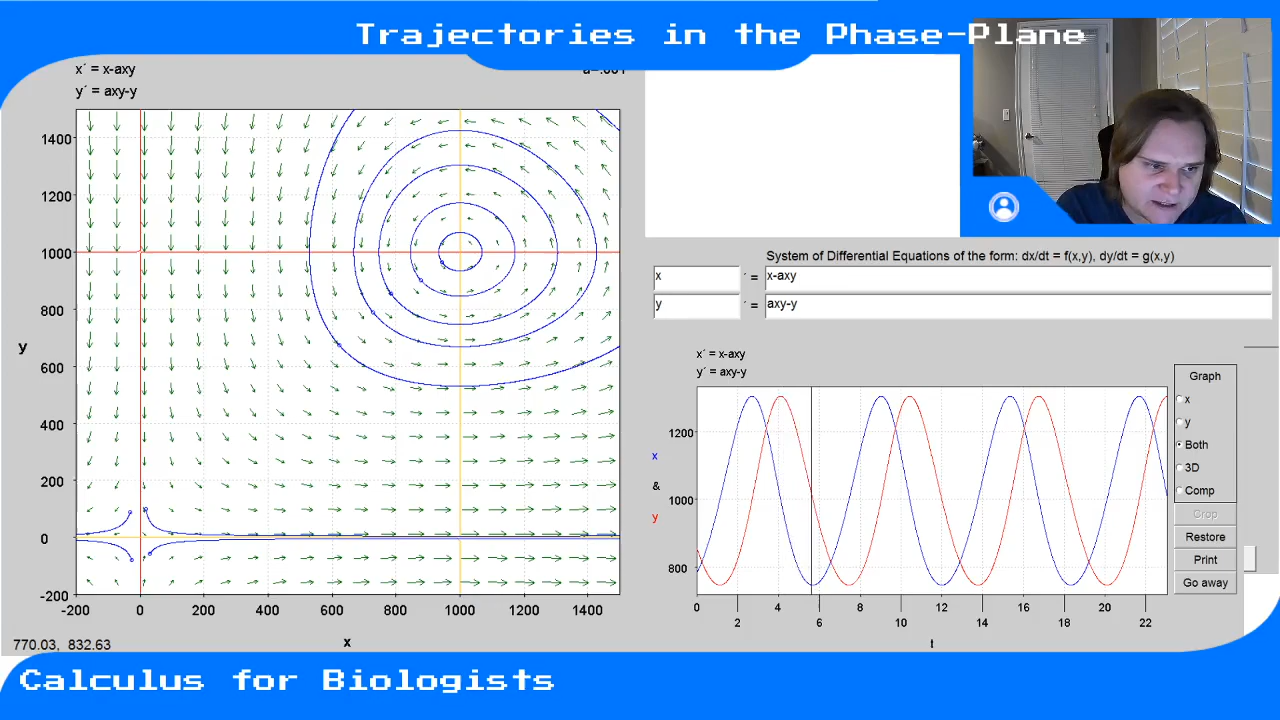 Trajectories in the Phase-Plane
x´ = x-axy
y´ = axy-y
a=.001
1400
1200
1000
800
600
400
200
0
-200
y
-200 0 200 400 600 800 1000 1200 1400
x
770.03, 832.63
System of Differential Equations of the form: dx/dt = f(x,y), dy/dt = g(x,y)
x ´ = x-axy
y ´ = axy-y
x´ = x-axy
y´ = axy-y
x
&
y
1200
1000
800
0 4 8 12 16 20
2 6 10 14 18 22
t
Graph
x
y
Both
3D
Comp
Crop
Restore
Print
Go away
Calculus for Biologists